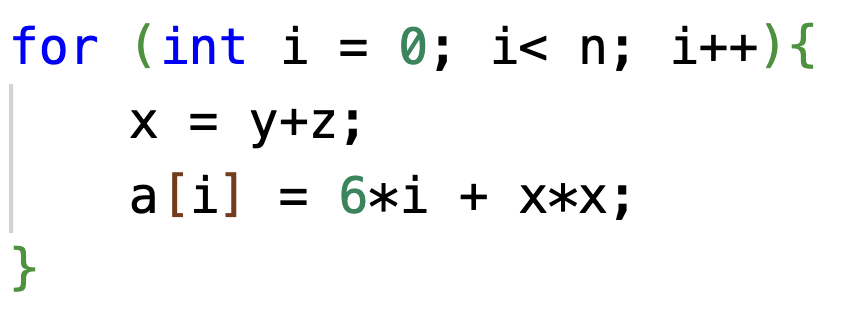 for (int i = 0; i< n; i++){
    x = y+z;
    a[i] = 6*i + x*x;
}